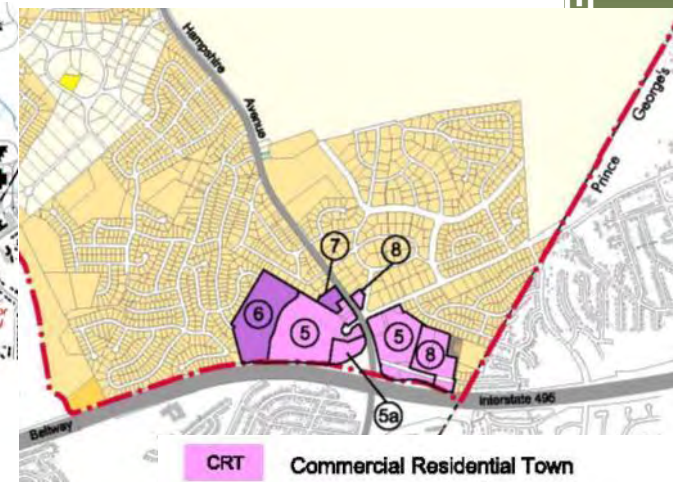 Hampshire
Avenue
George's
Prince
7
8
6
5
5
8
5a
Interstate 495
Beltway
CRT Commercial Residential Town